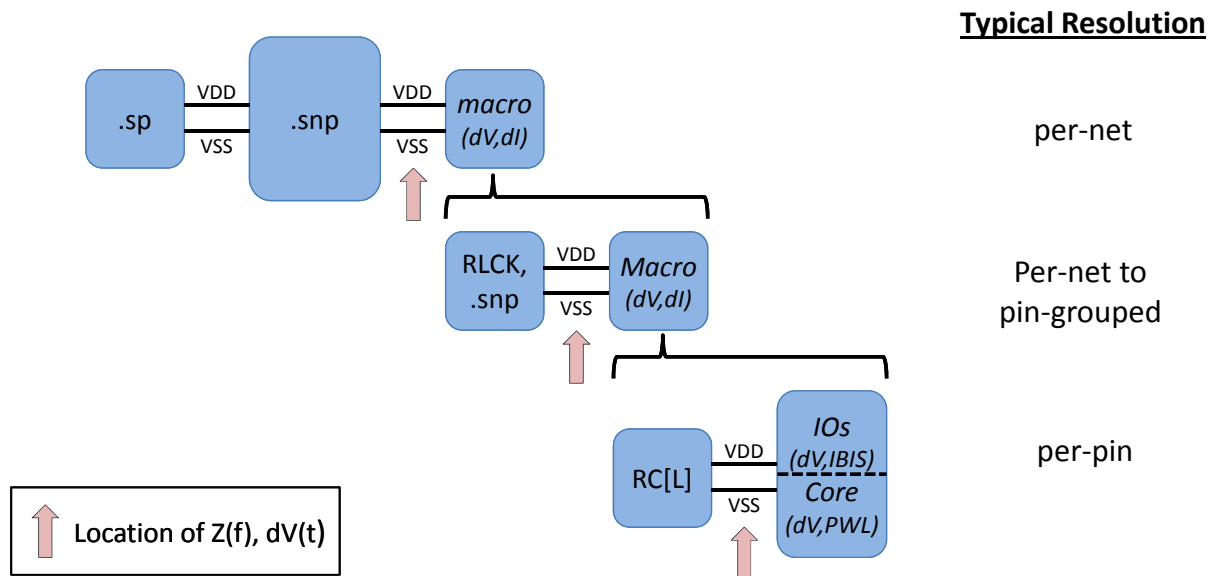 Typical Resolution
.sp
VDD
VSS
.snp
VDD
VSS
macro
(dV,dI)
per-net
RLCK,
.snp
VDD
VSS
Macro
(dV,dI)
Per-net to
pin-grouped
RC[L]
VDD
VSS
IOs
(dV,IBIS)
Core
(dV,PWL)
per-pin
Location of Z(f), dV(t)